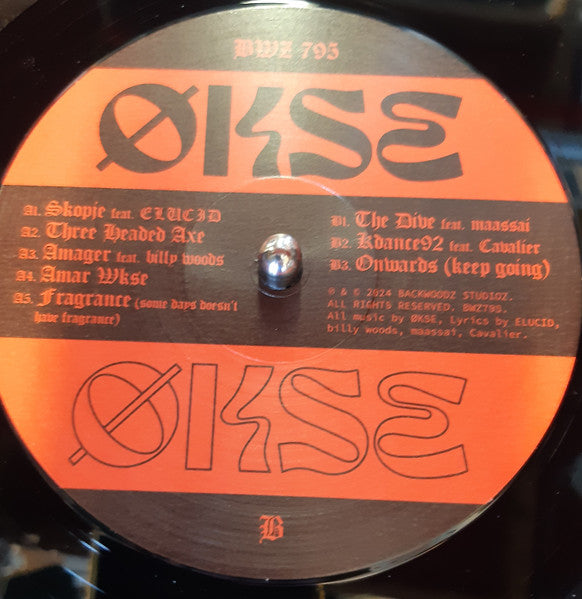 BWZ 795
ØKSE
A1. Skopje feat. ELUCID
A2. Three Headed Axe
A3. Amager feat. billy woods
A4. Amar Økse
A5. Fragrance (some days doesn't
have fragrance)
B1. The Dive feat. maassai
B2. Kdance92 feat. Cavalier
B3. Onwards (keep going)
℗ & © 2024 BACKWOODZ STUDIOZ.
ALL RIGHTS RESERVED. BWZ795.
All music by ØKSE, Lyrics by ELUCID,
billy woods, maassai, Cavalier.
ØKSE
B